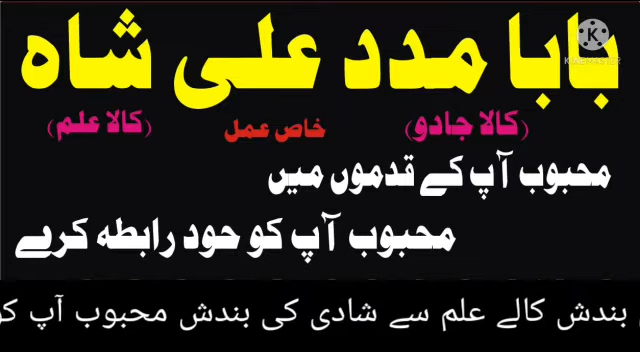 بابا مدد علی شاہ
(کالا جادو) خاص عمل (کالا علم)
محبوب آپ کے قدموں میں
محبوب آپ کو حود رابطہ کرے
بندش کالے علم سے شادی کی بندش محبوب آپ کو
K
KINEMASTER